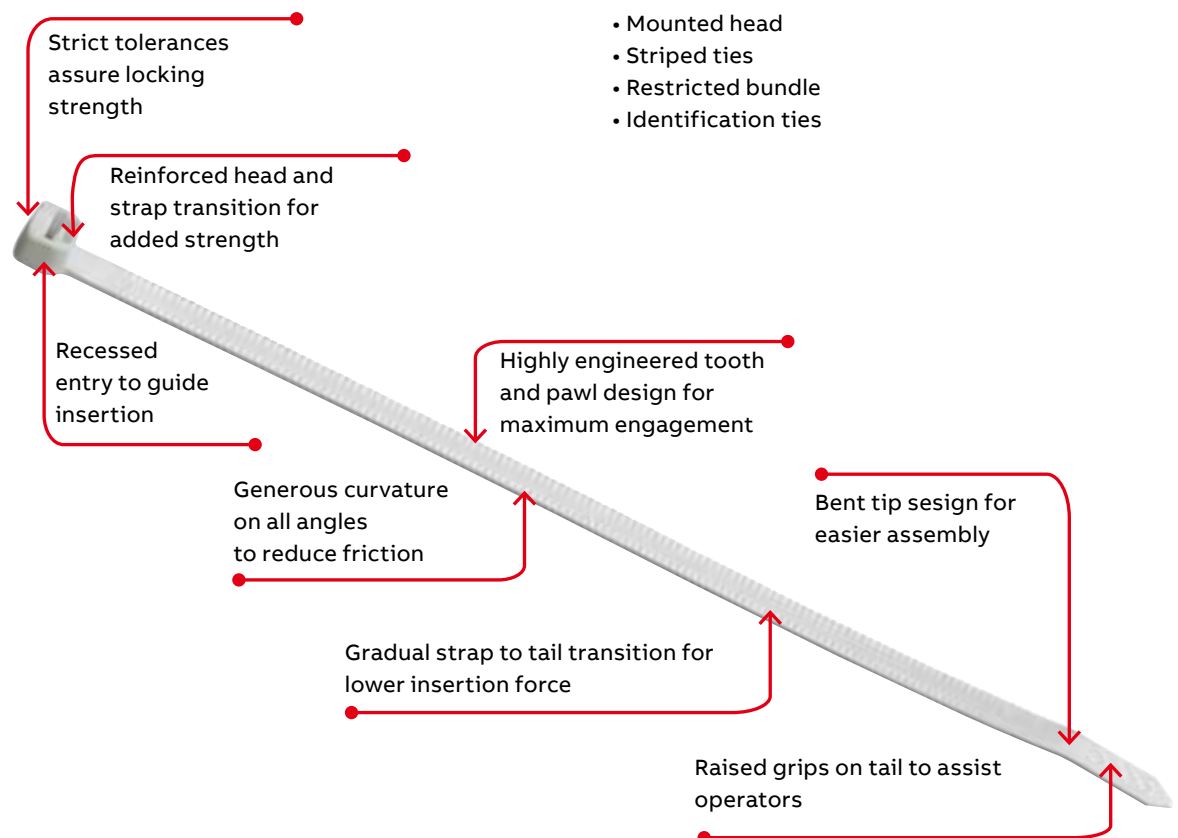 Strict tolerances
assure locking
strength
• Mounted head
• Striped ties
• Restricted bundle
• Identification ties
Reinforced head and
strap transition for
added strength
Recessed
entry to guide
insertion
Highly engineered tooth
and pawl design for
maximum engagement
Generous curvature
on all angles
to reduce friction
Bent tip sesign for
easier assembly
Gradual strap to tail transition for
lower insertion force
Raised grips on tail to assist
operators